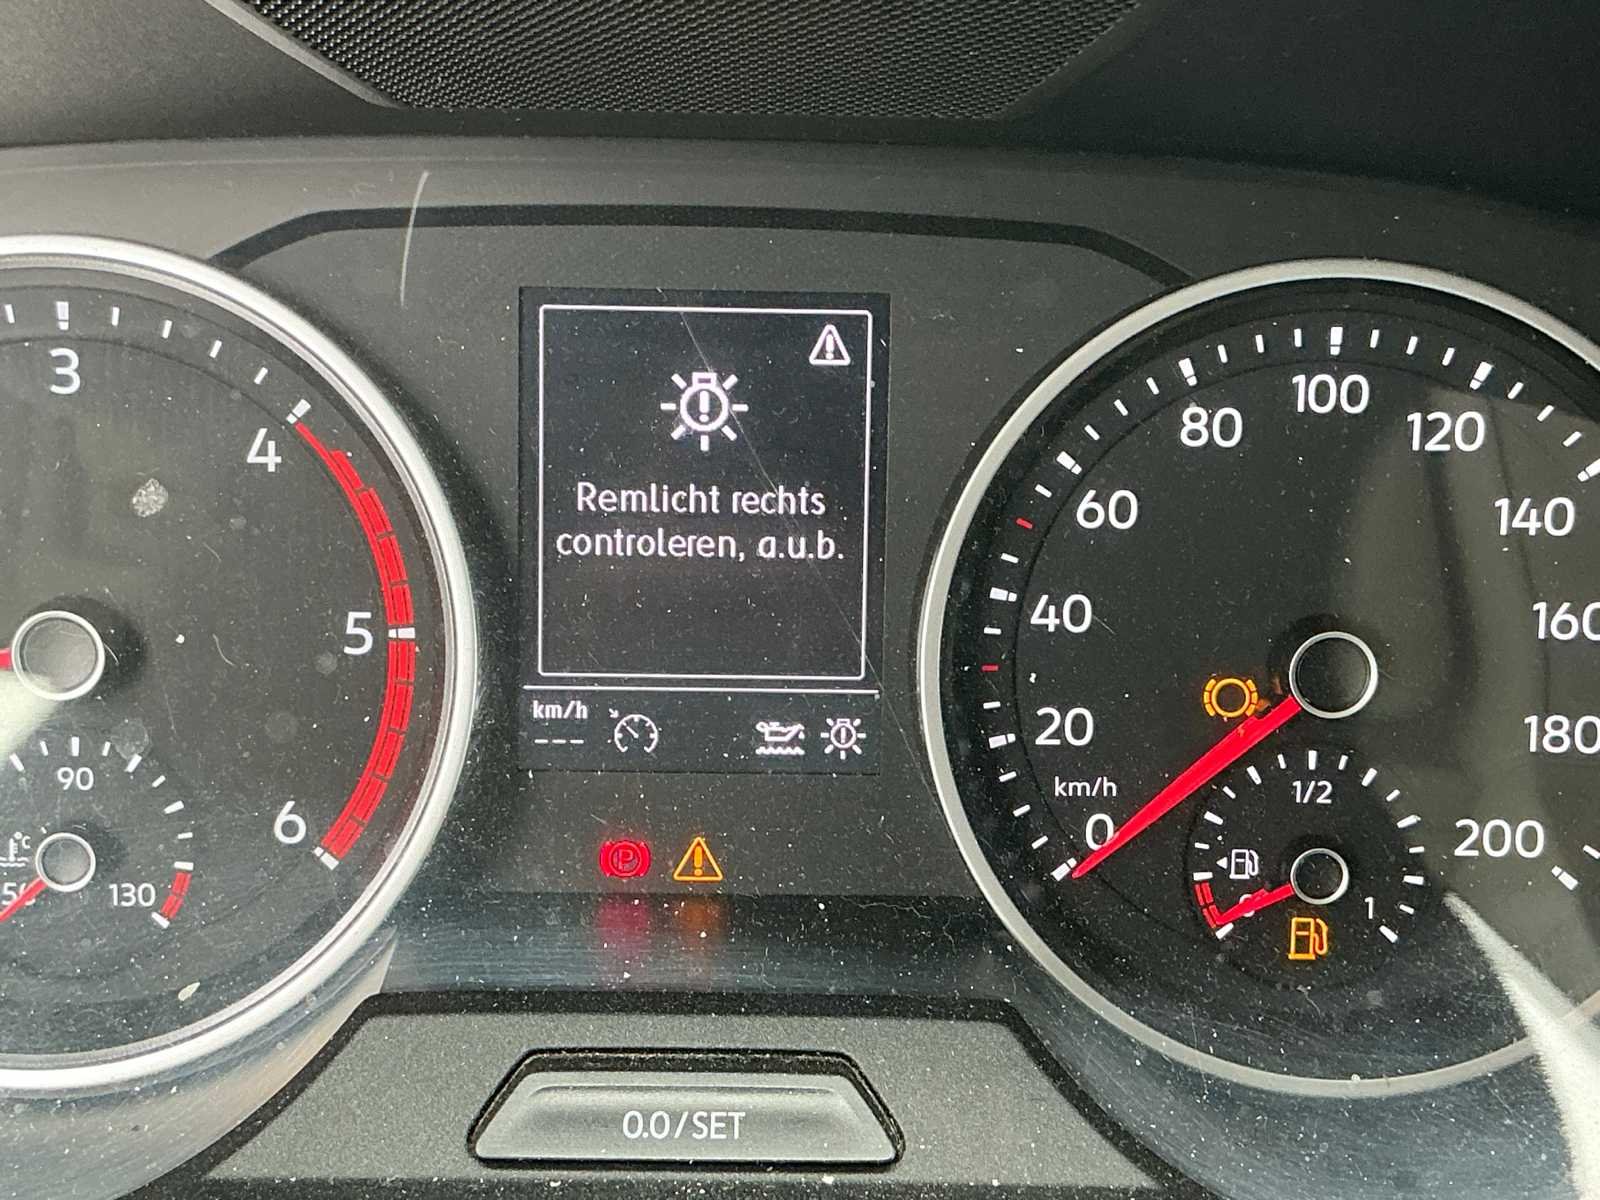 Remlicht rechts
controleren, a.u.b.
km/h
---
3
4
5
6
90
130
°C
20
40
60
80
100
120
140
160
180
200
km/h
0
1/2
1
P
0.0/SET